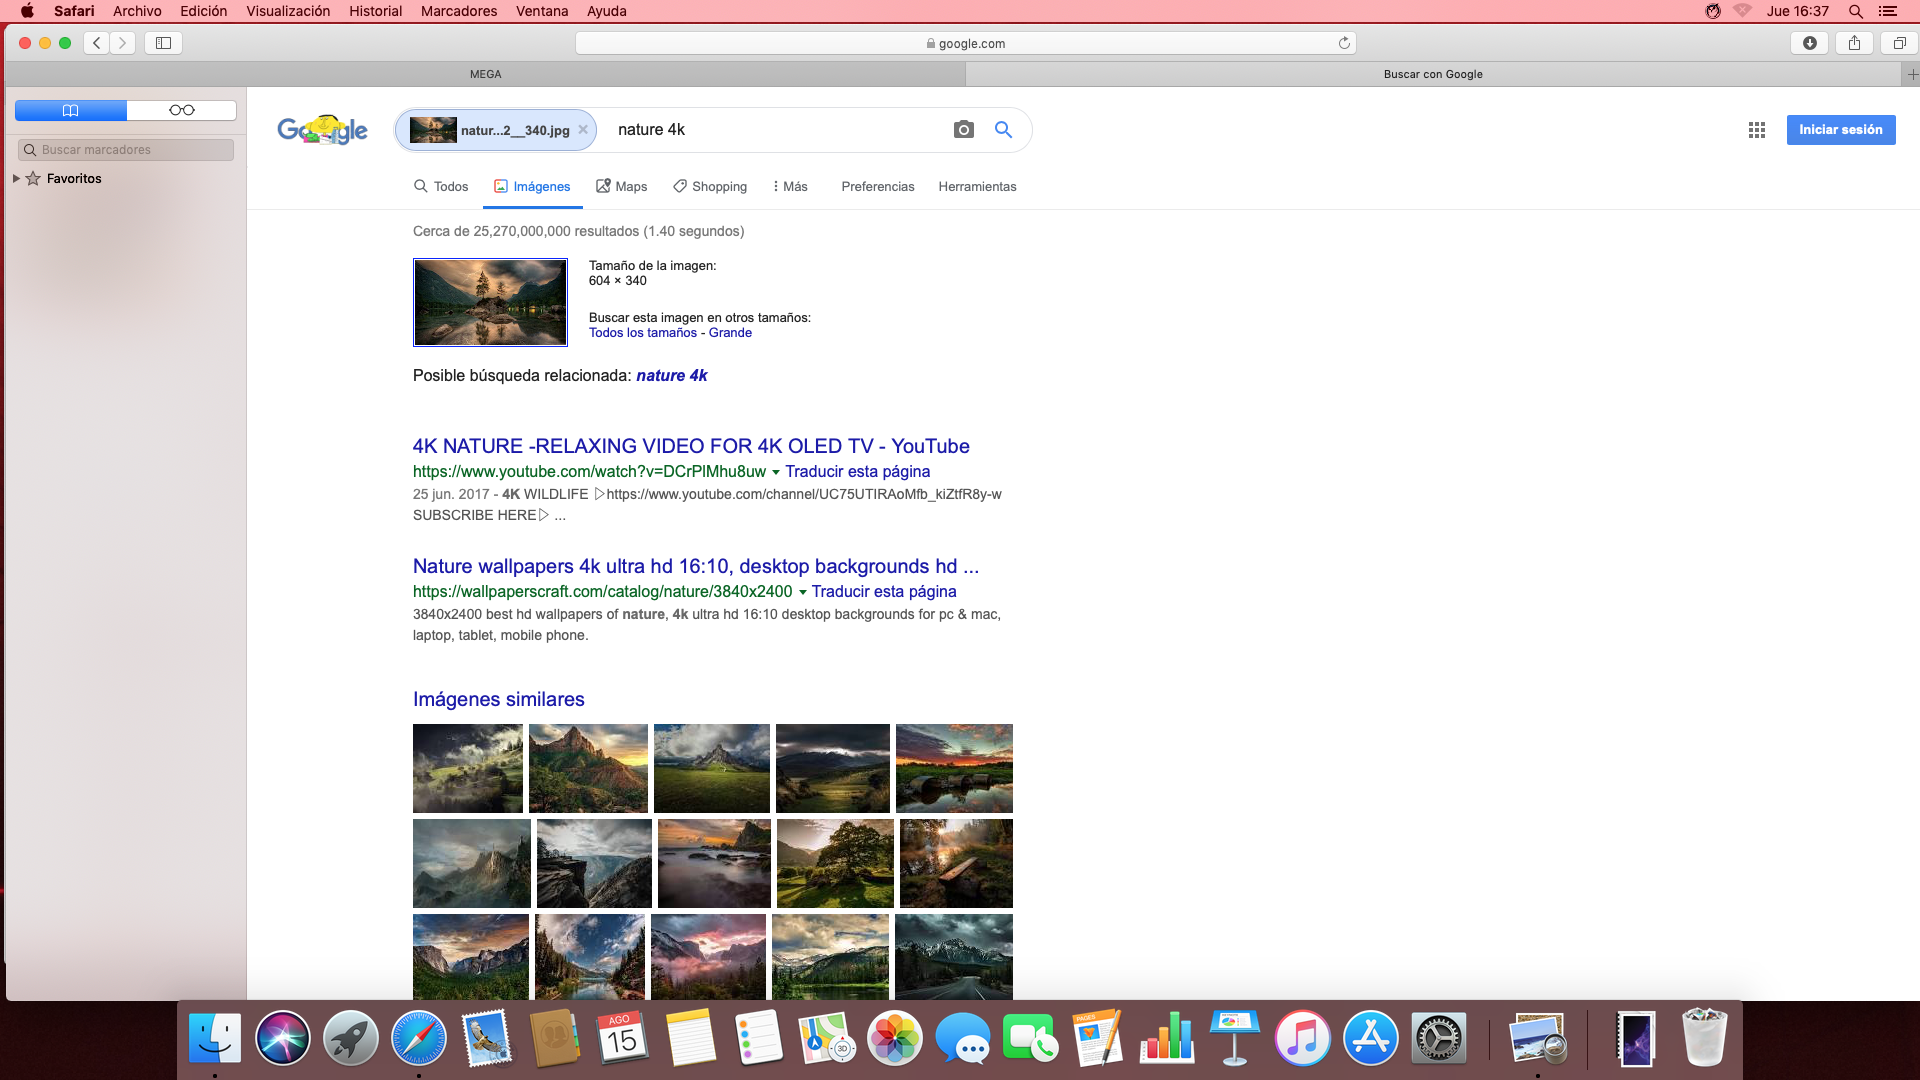 Safari Archivo Edición Visualización Historial Marcadores Ventana Ayuda Jue 16:37
google.com
MEGA Buscar con Google
Buscar marcadores
Favoritos
Google natur...2__340.jpg nature 4k Iniciar sesión
Todos Imágenes Maps Shopping Más Preferencias Herramientas
Cerca de 25,270,000,000 resultados (1.40 segundos)
Tamaño de la imagen:
604 × 340
Buscar esta imagen en otros tamaños:
Todos los tamaños - Grande
Posible búsqueda relacionada: nature 4k
4K NATURE -RELAXING VIDEO FOR 4K OLED TV - YouTube
https://www.youtube.com/watch?v=DCrPlMhu8uw Traducir esta página
25 jun. 2017 - 4K WILDLIFE ▷https://www.youtube.com/channel/UC75UTIRAoMfb_kiZtfR8y-w
SUBSCRIBE HERE▷ ...
Nature wallpapers 4k ultra hd 16:10, desktop backgrounds hd ...
https://wallpaperscraft.com/catalog/nature/3840x2400 Traducir esta página
3840x2400 best hd wallpapers of nature, 4k ultra hd 16:10 desktop backgrounds for pc & mac,
laptop, tablet, mobile phone.
Imágenes similares
AGO
15
3D
PAGES